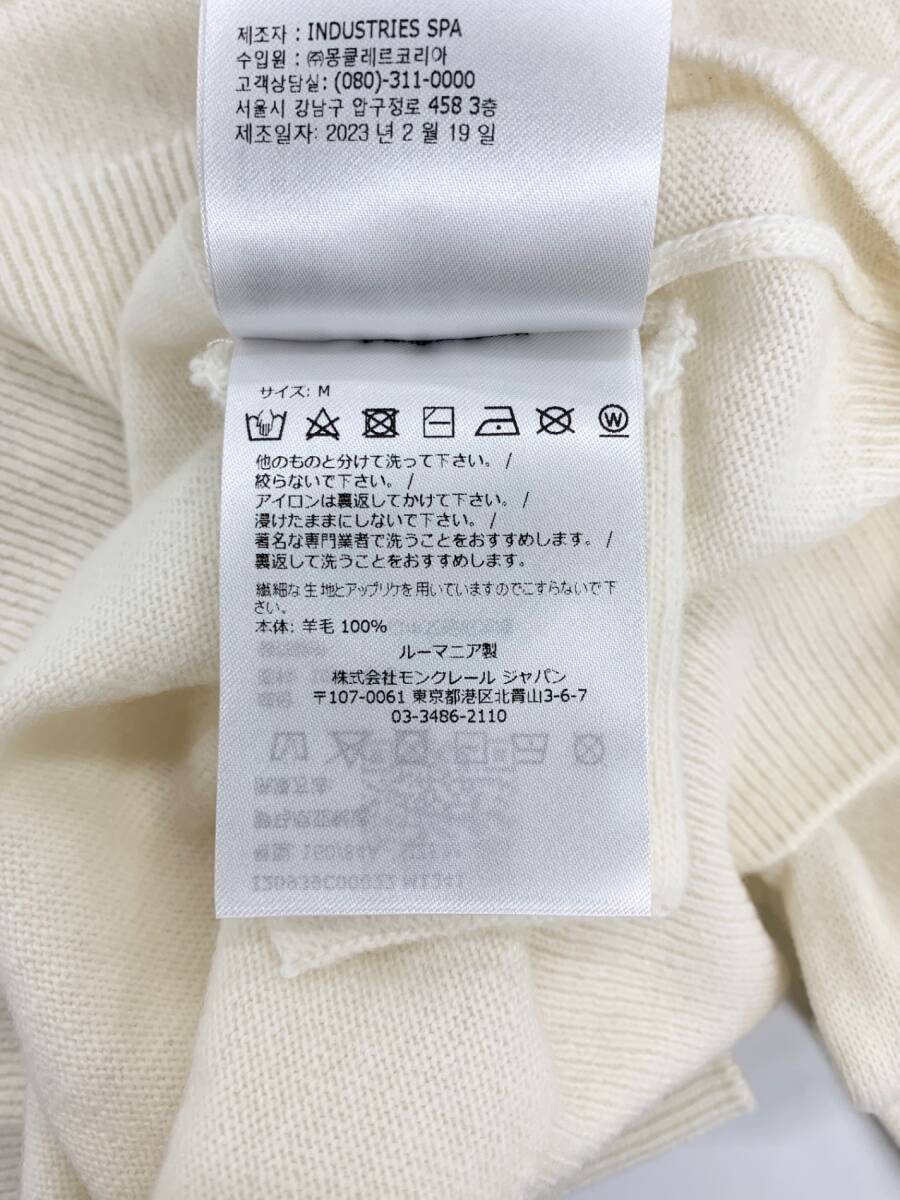 제조자 : INDUSTRIES SPA
수입원 : ㈜몽클레르코리아
고객상담실: (080)-311-0000
서울시 강남구 압구정로 458 3층
제조일자: 2023 년 2 월 19 일
サイズ: M
W
他のものと分けて洗って下さい。 /
絞らないで下さい。 /
アイロンは裏返してかけて下さい。 /
浸けたままにしないで下さい。 /
著名な専門業者で洗うことをおすすめします。 /
裏返して洗うことをおすすめします。
繊細な生地とアップリケを用いていますのでこすらないで下
さい。
本体: 羊毛 100%
ルーマニア製
株式会社モンクレール ジャパン
〒107-0061 東京都港区北青山3-6-7
03-3486-2110